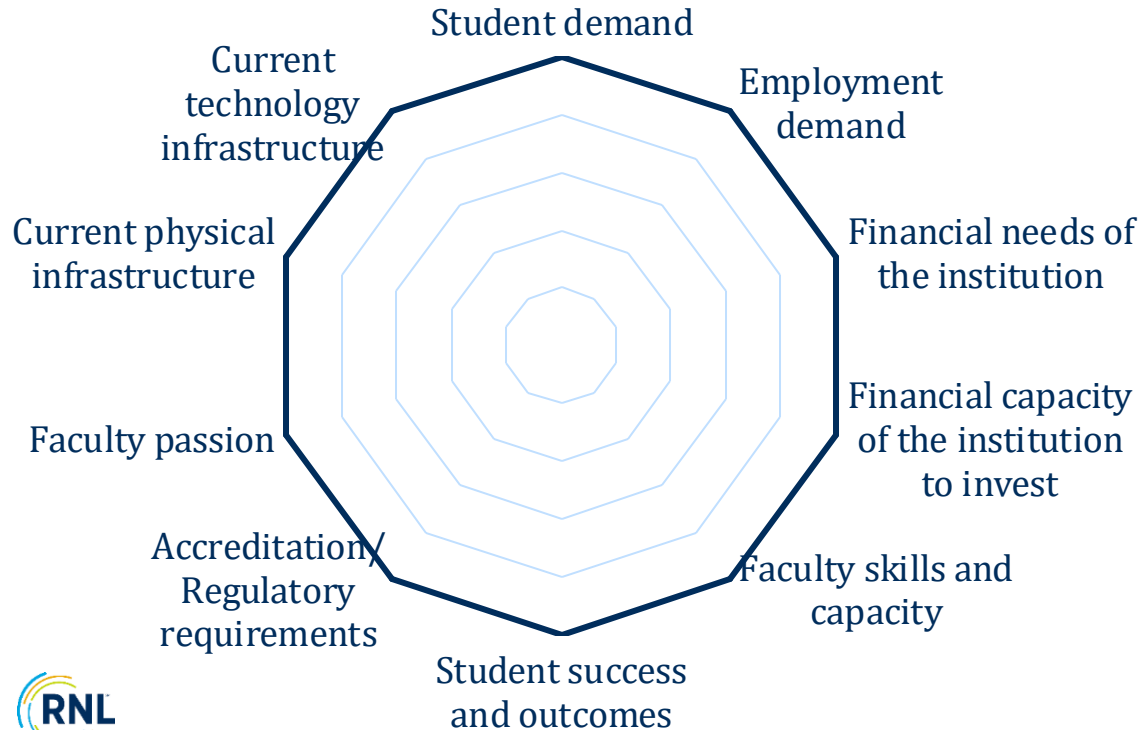 Student demand
Employment
demand
Financial needs of
the institution
Financial capacity
of the institution
to invest
Faculty skills and
capacity
Student success
and outcomes
Accreditation/
Regulatory
requirements
Faculty passion
Current physical
infrastructure
Current
technology
infrastructure
RNL